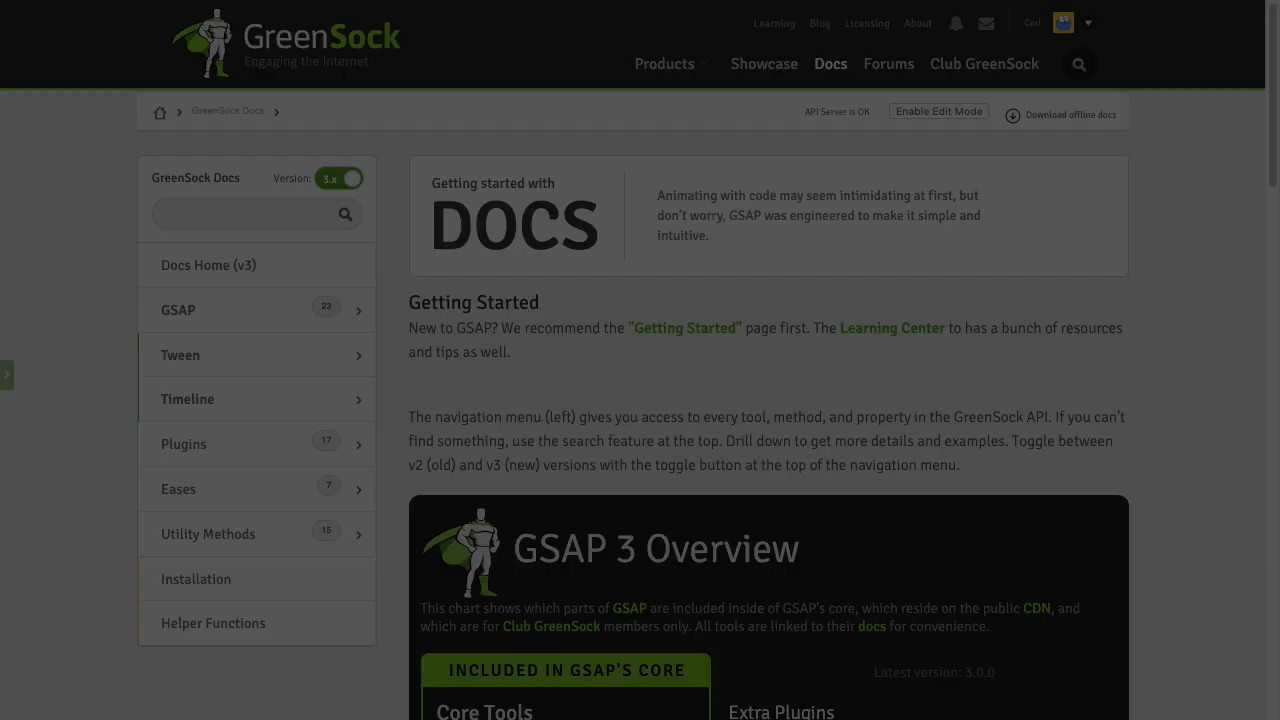 Learning Blog Licensing About Carl
GreenSock
Engaging the Internet
Products Showcase Docs Forums Club GreenSock
GreenSock Docs
API Server is OK Enable Edit Mode Download offline docs
GreenSock Docs Version: 3.x
Docs Home (v3)
GSAP 23
Tween
Timeline
Plugins 17
Eases 7
Utility Methods 15
Installation
Helper Functions
Getting started with
DOCS
Animating with code may seem intimidating at first, but
don't worry, GSAP was engineered to make it simple and
intuitive.
Getting Started
New to GSAP? We recommend the "Getting Started" page first. The Learning Center to has a bunch of resources
and tips as well.
The navigation menu (left) gives you access to every tool, method, and property in the GreenSock API. If you can't
find something, use the search feature at the top. Drill down to get more details and examples. Toggle between
v2 (old) and v3 (new) versions with the toggle button at the top of the navigation menu.
GSAP 3 Overview
This chart shows which parts of GSAP are included inside of GSAP's core, which reside on the public CDN, and
which are for Club GreenSock members only. All tools are linked to their docs for convenience.
INCLUDED IN GSAP'S CORE
Latest version: 3.0.0
Core Tools
Extra Plugins